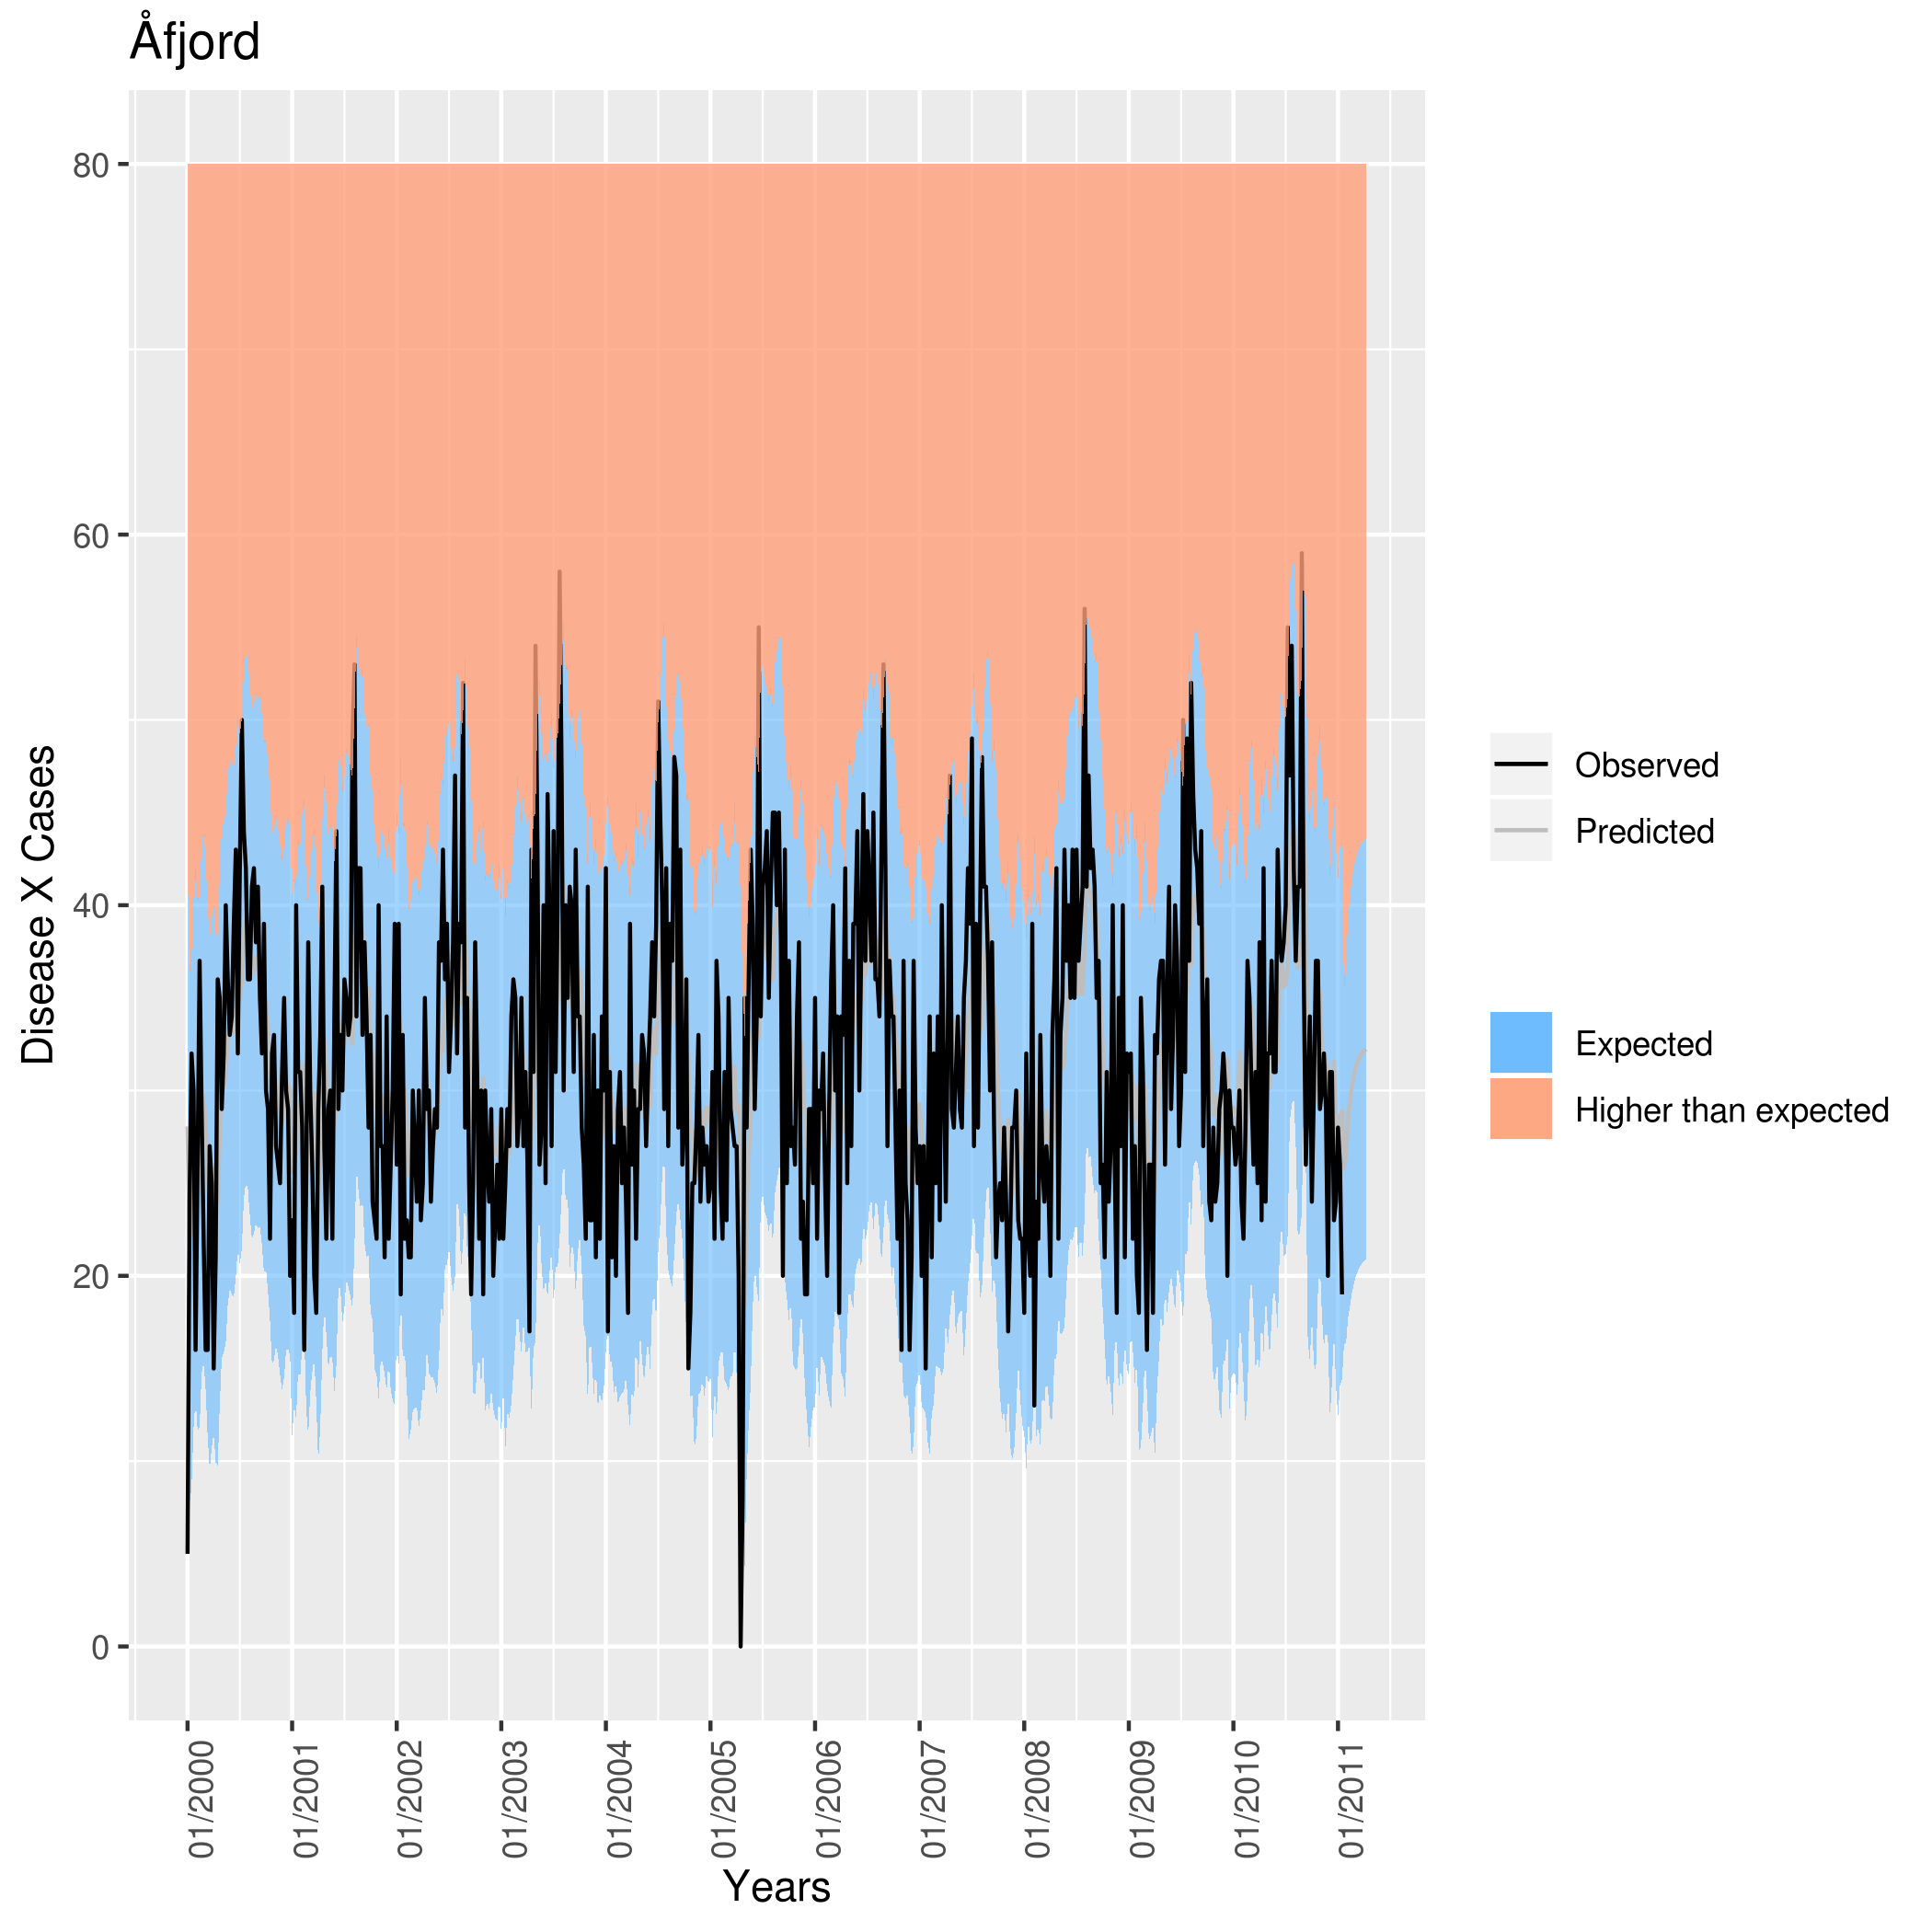 Åfjord
Disease X Cases
80
60
40
20
0
01/2000
01/2001
01/2002
01/2003
01/2004
01/2005
01/2006
01/2007
01/2008
01/2009
01/2010
01/2011
Years
Observed
Predicted
Expected
Higher than expected